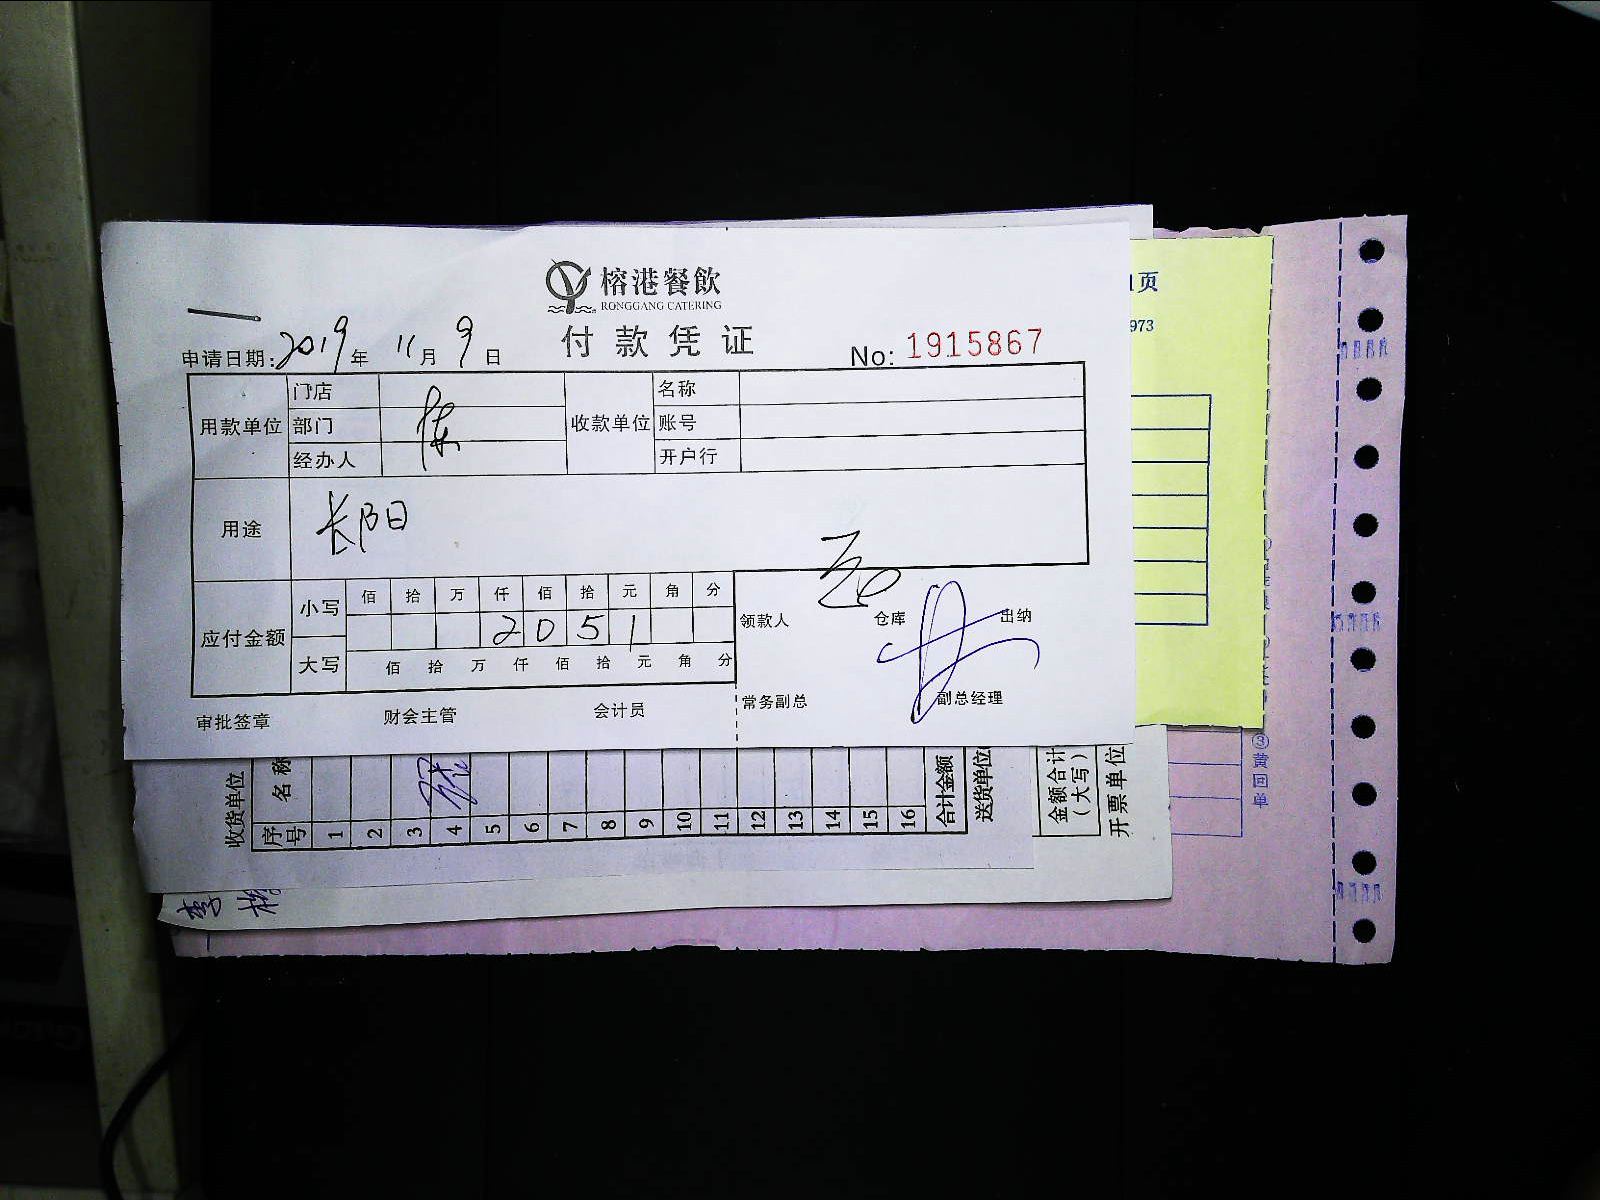 榕港餐飲
RONGGANG CATERING
付款凭证
申请日期: 2019年 11月 9日
No: 1915867
用款单位 门店 收款单位 名称
部门 账号
经办人 开户行
用途 长阳
应付金额 小写 佰 拾 万 仟 佰 拾 元 角 分
2 0 5 1
大写 佰 拾 万 仟 佰 拾 元 角 分
领款人 仓库 出纳
常务副总 副总经理
审批签章 财会主管 会计员
1页
973
收货单位
序号 名称
1 2 3 4 5 6 7 8 9 10 11 12 13 14 15 16
合计金额
送货单位
金额合计（大写）
开票单位
③黄回单